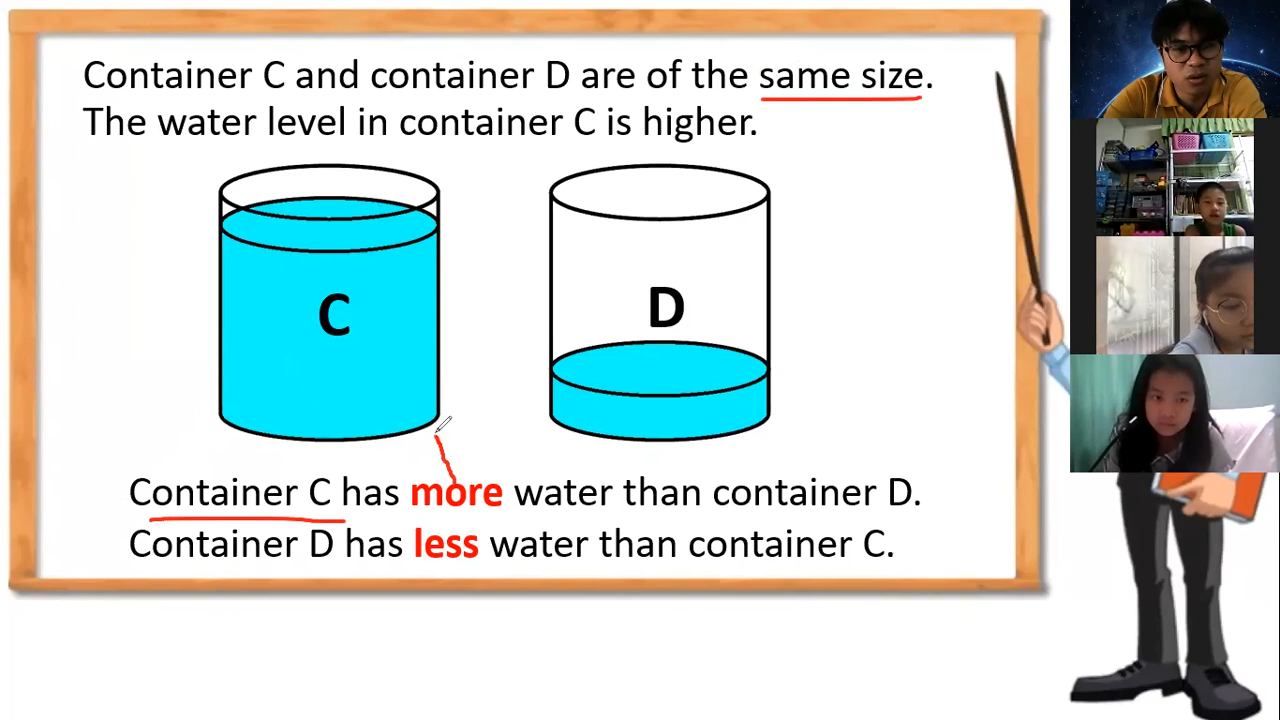 Container C and container D are of the same size.
The water level in container C is higher.
C
D
Container C has more water than container D.
Container D has less water than container C.